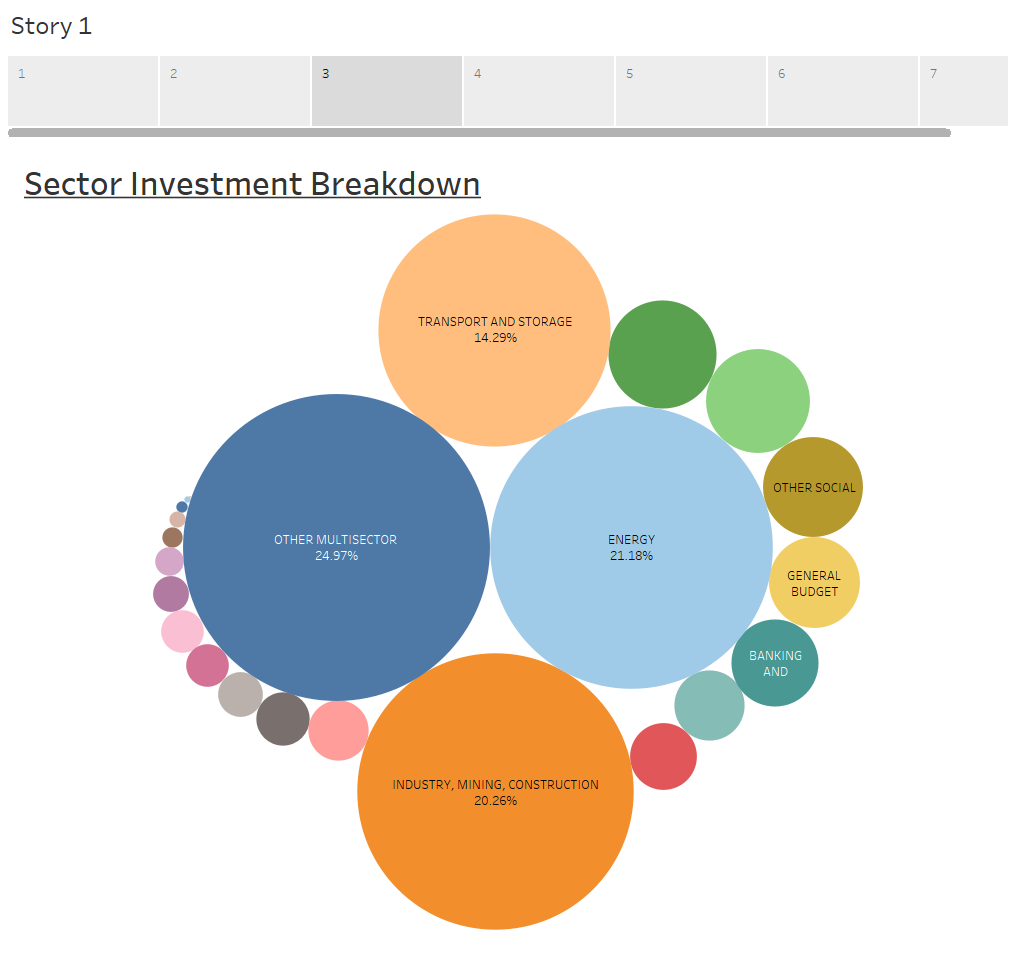 Story 1
1
2
3
4
5
6
7
Sector Investment Breakdown
TRANSPORT AND STORAGE
14.29%
OTHER SOCIAL
OTHER MULTISECTOR
24.97%
ENERGY
21.18%
GENERAL
BUDGET
BANKING
AND
INDUSTRY, MINING, CONSTRUCTION
20.26%